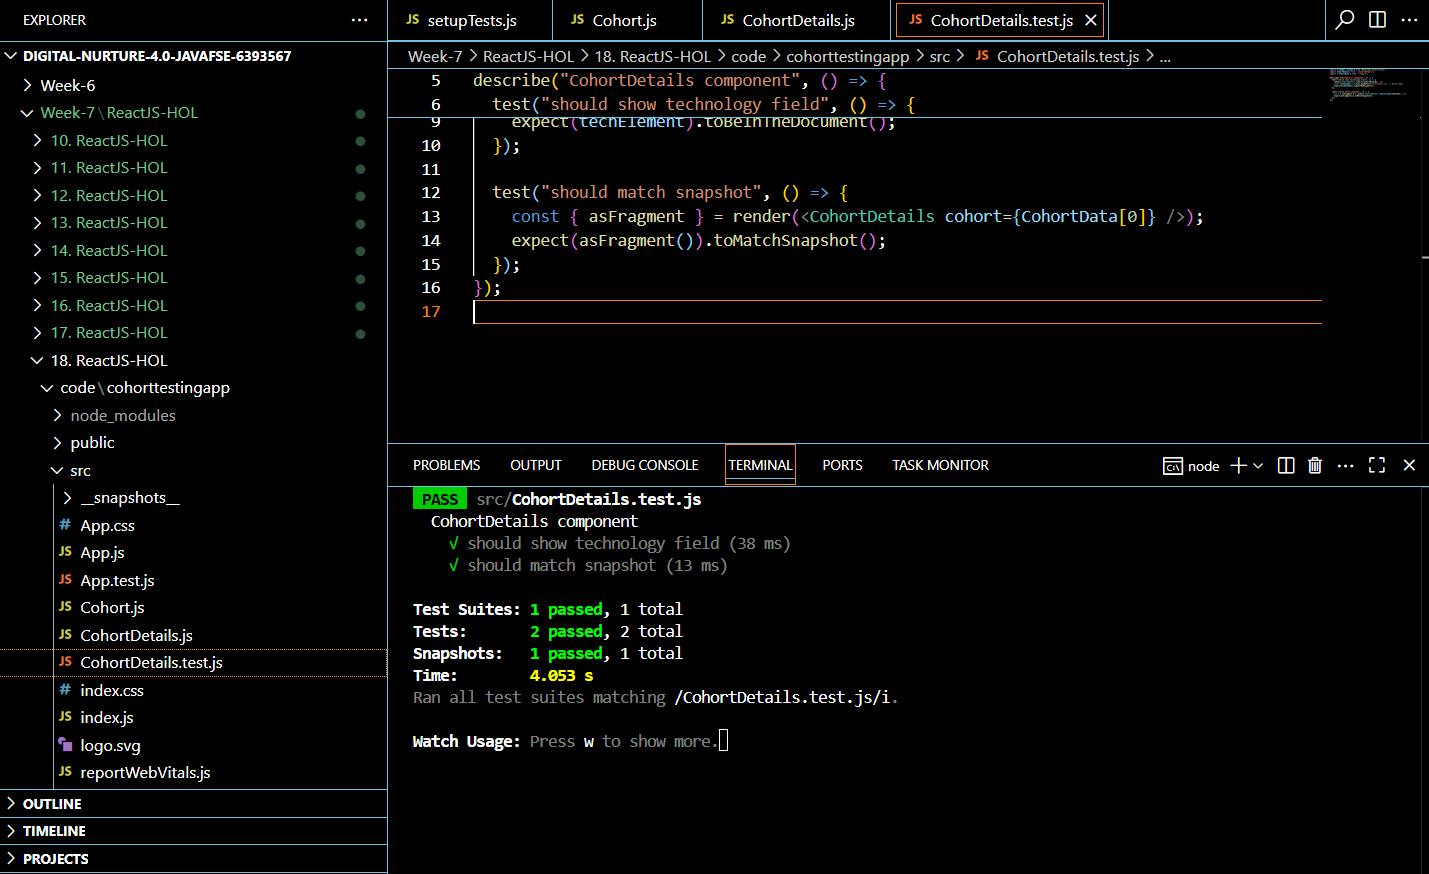 EXPLORER
DIGITAL-NURTURE-4.0-JAVAFSE-6393567
Week-6
Week-7 \ ReactJS-HOL
10. ReactJS-HOL
11. ReactJS-HOL
12. ReactJS-HOL
13. ReactJS-HOL
14. ReactJS-HOL
15. ReactJS-HOL
16. ReactJS-HOL
17. ReactJS-HOL
18. ReactJS-HOL
code \ cohorttestingapp
node_modules
public
src
__snapshots__
# App.css
JS App.js
JS App.test.js
JS Cohort.js
JS CohortDetails.js
JS CohortDetails.test.js
# index.css
JS index.js
logo.svg
JS reportWebVitals.js
OUTLINE
TIMELINE
PROJECTS
JS setupTests.js JS Cohort.js JS CohortDetails.js JS CohortDetails.test.js
Week-7 > ReactJS-HOL > 18. ReactJS-HOL > code > cohorttestingapp > src > JS CohortDetails.test.js > ...
5 describe("CohortDetails component", () => {
6 test("should show technology field", () => {
9 expect(techElement).toBeInTheDocument();
10 });
11
12 test("should match snapshot", () => {
13 const { asFragment } = render(<CohortDetails cohort={CohortData[0]} />);
14 expect(asFragment()).toMatchSnapshot();
15 });
16 });
17
PROBLEMS OUTPUT DEBUG CONSOLE TERMINAL PORTS TASK MONITOR node
PASS src/CohortDetails.test.js
CohortDetails component
√ should show technology field (38 ms)
√ should match snapshot (13 ms)
Test Suites: 1 passed, 1 total
Tests: 2 passed, 2 total
Snapshots: 1 passed, 1 total
Time: 4.053 s
Ran all test suites matching /CohortDetails.test.js/i.
Watch Usage: Press w to show more.